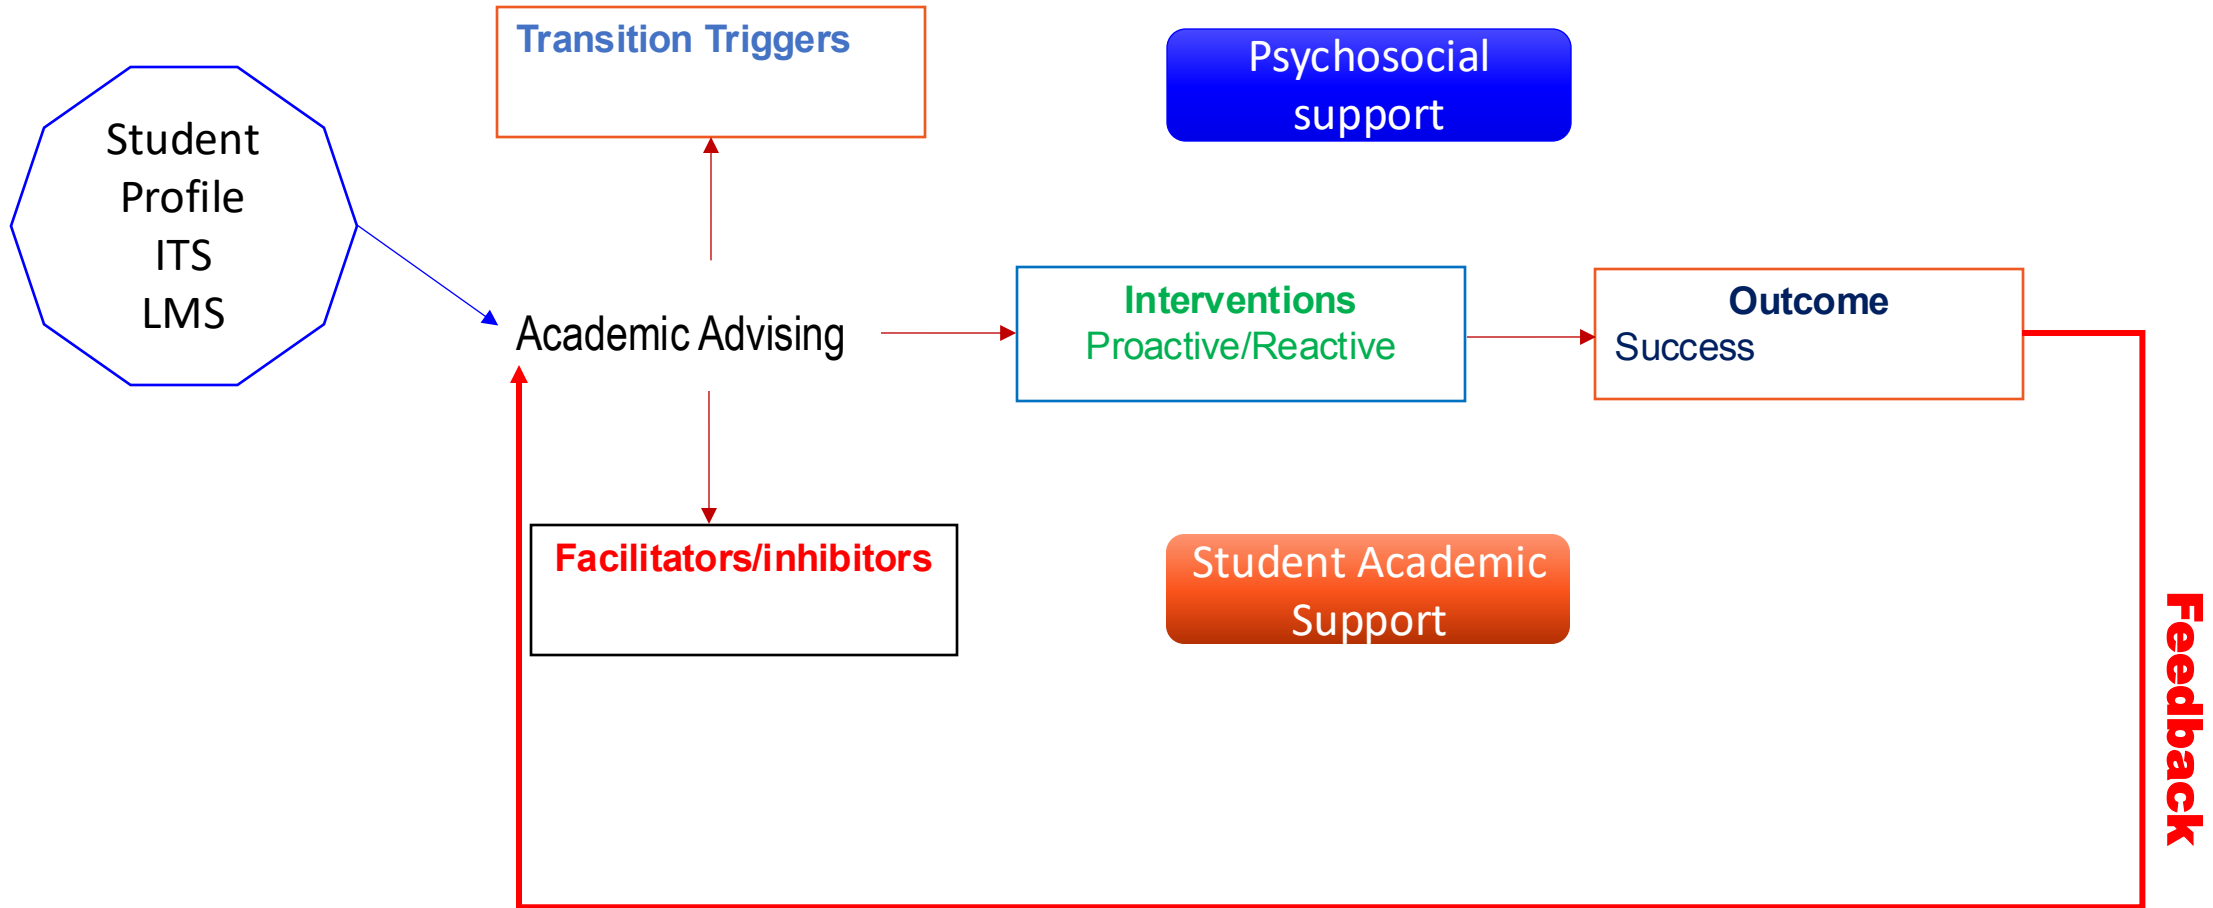 Transition Triggers
Psychosocial
support
Student
Profile
ITS
LMS
Academic Advising
Interventions
Proactive/Reactive
Outcome
Success
Facilitators/inhibitors
Student Academic
Support
Feedback